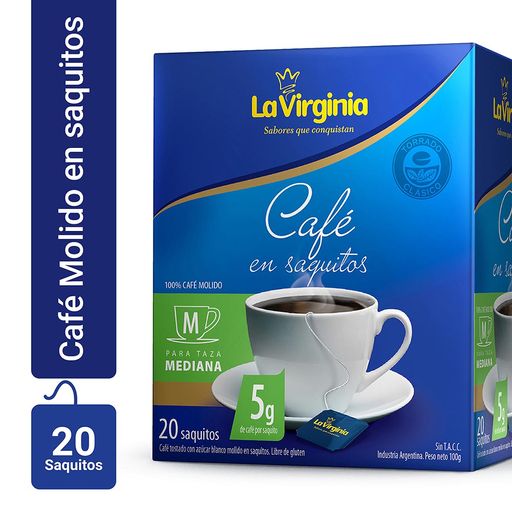 Café Molido en saquitos
20
Saquitos
La Virginia
Sabores que conquistan
TORRADO
CLÁSICO
Café
en saquitos
100% CAFÉ MOLIDO
M
PARA TAZA
MEDIANA
5g
de café por saquito
La Virginia
20 saquitos
Café tostado con azúcar blanco molido en saquitos. Libre de gluten
Sin T.A.C.C.
Industria Argentina. Peso neto 100g
20